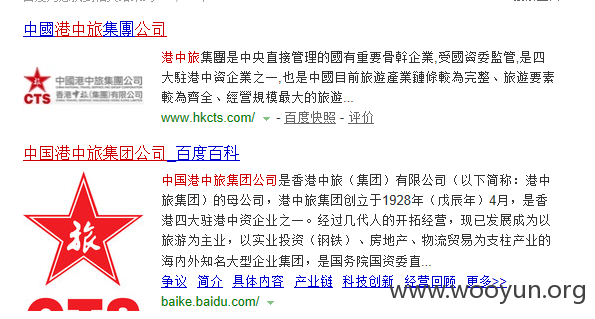 中國港中旅集團公司
港中旅集團是中央直接管理的國有重要骨幹企業,受國資委監管,是四
大駐港中資企業之一,也是中國目前旅遊產業鏈條較為完整、旅遊要素
較為齊全、經營規模最大的旅遊...
旅
CTS
中國港中旅集團公司
香港中旅(集團)有限公司
www.hkcts.com/ - 百度快照 - 评价
中国港中旅集团公司_百度百科
中国港中旅集团公司是香港中旅（集团）有限公司（以下简称：港中
旅集团）的母公司，港中旅集团创立于1928年（戊辰年）4月，是香
港四大驻港中资企业之一。经过几代人的开拓经营，现已发展成为以
旅游为主业，以实业投资（钢铁）、房地产、物流贸易为支柱产业的
海内外知名大型企业集团，是国务院国资委直...
旅
CTS
争议 简介 具体内容 产业链 科技创新 经营回顾 更多>>
baike.baidu.com/
www.wooyun.org